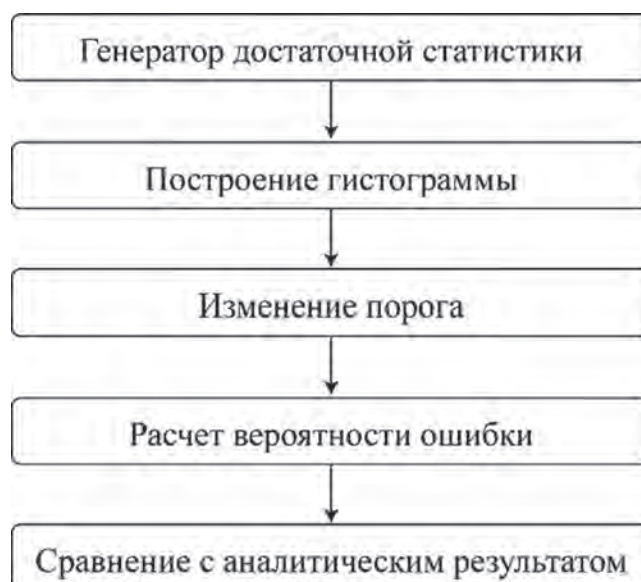 Генератор достаточной статистики
Построение гистограммы
Изменение порога
Расчет вероятности ошибки
Сравнение с аналитическим результатом